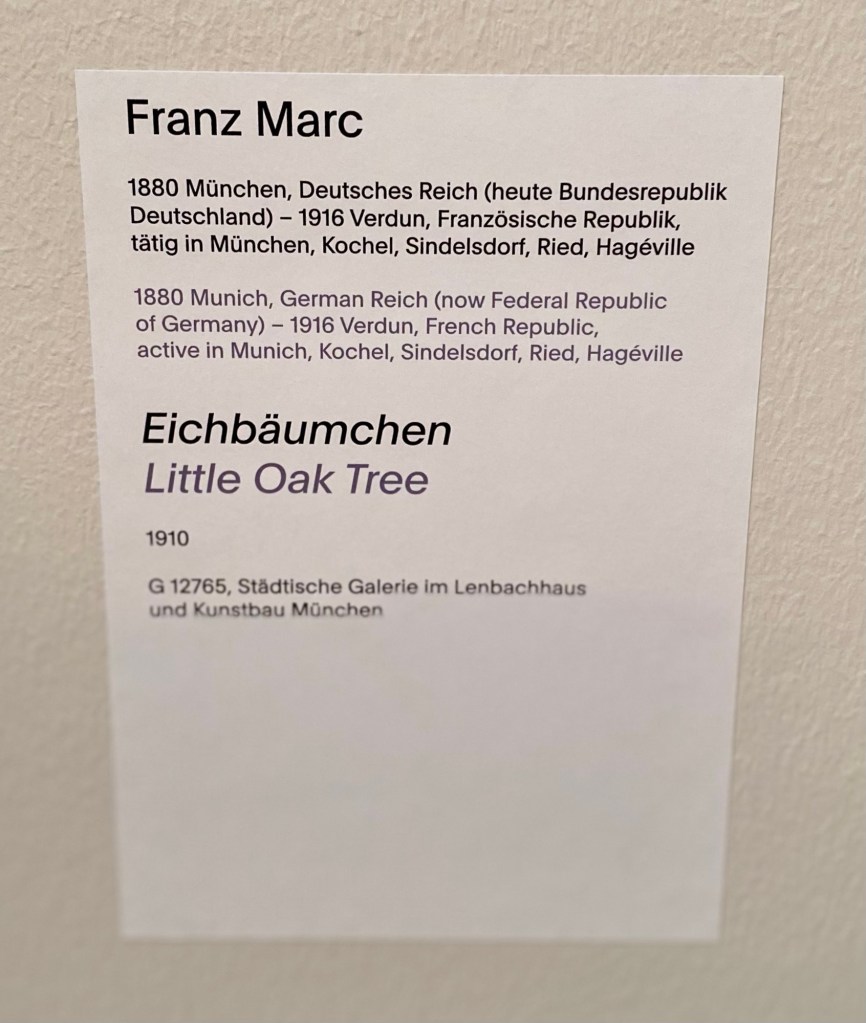 Franz Marc
1880 München, Deutsches Reich (heute Bundesrepublik
Deutschland) – 1916 Verdun, Französische Republik,
tätig in München, Kochel, Sindelsdorf, Ried, Hagéville
1880 Munich, German Reich (now Federal Republic
of Germany) – 1916 Verdun, French Republic,
active in Munich, Kochel, Sindelsdorf, Ried, Hagéville
Eichbäumchen
Little Oak Tree
1910
G 12765, Städtische Galerie im Lenbachhaus
und Kunstbau München